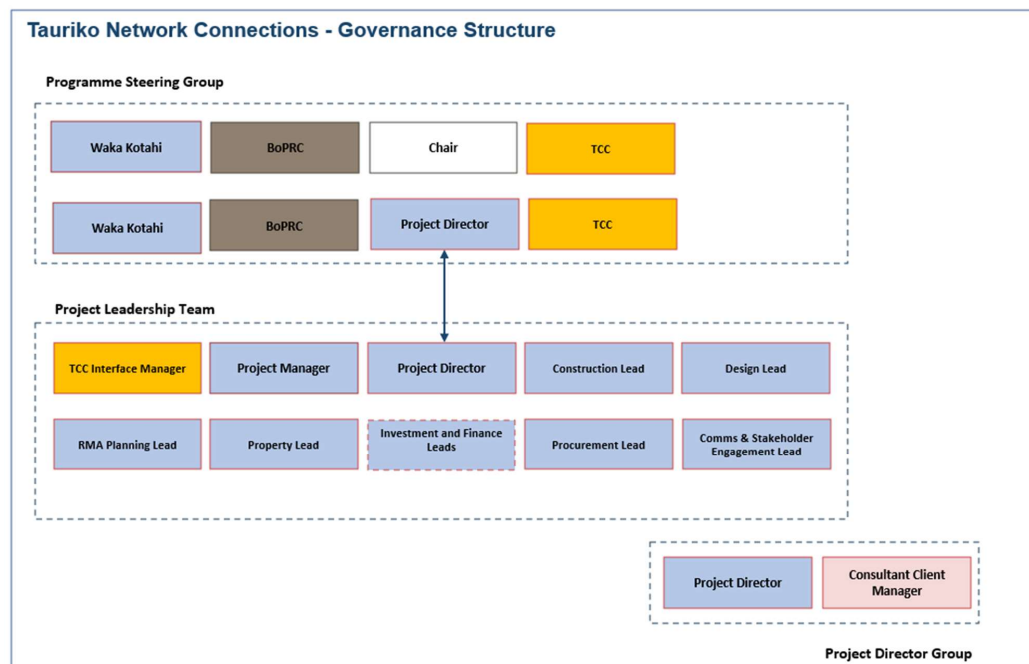 Tauriko Network Connections - Governance Structure
Programme Steering Group
Waka Kotahi
BoPRC
Chair
TCC
Waka Kotahi
BoPRC
Project Director
TCC
Project Leadership Team
TCC Interface Manager
Project Manager
Project Director
Construction Lead
Design Lead
RMA Planning Lead
Property Lead
Investment and Finance
Leads
Procurement Lead
Comms & Stakeholder
Engagement Lead
Project Director
Consultant Client
Manager
Project Director Group